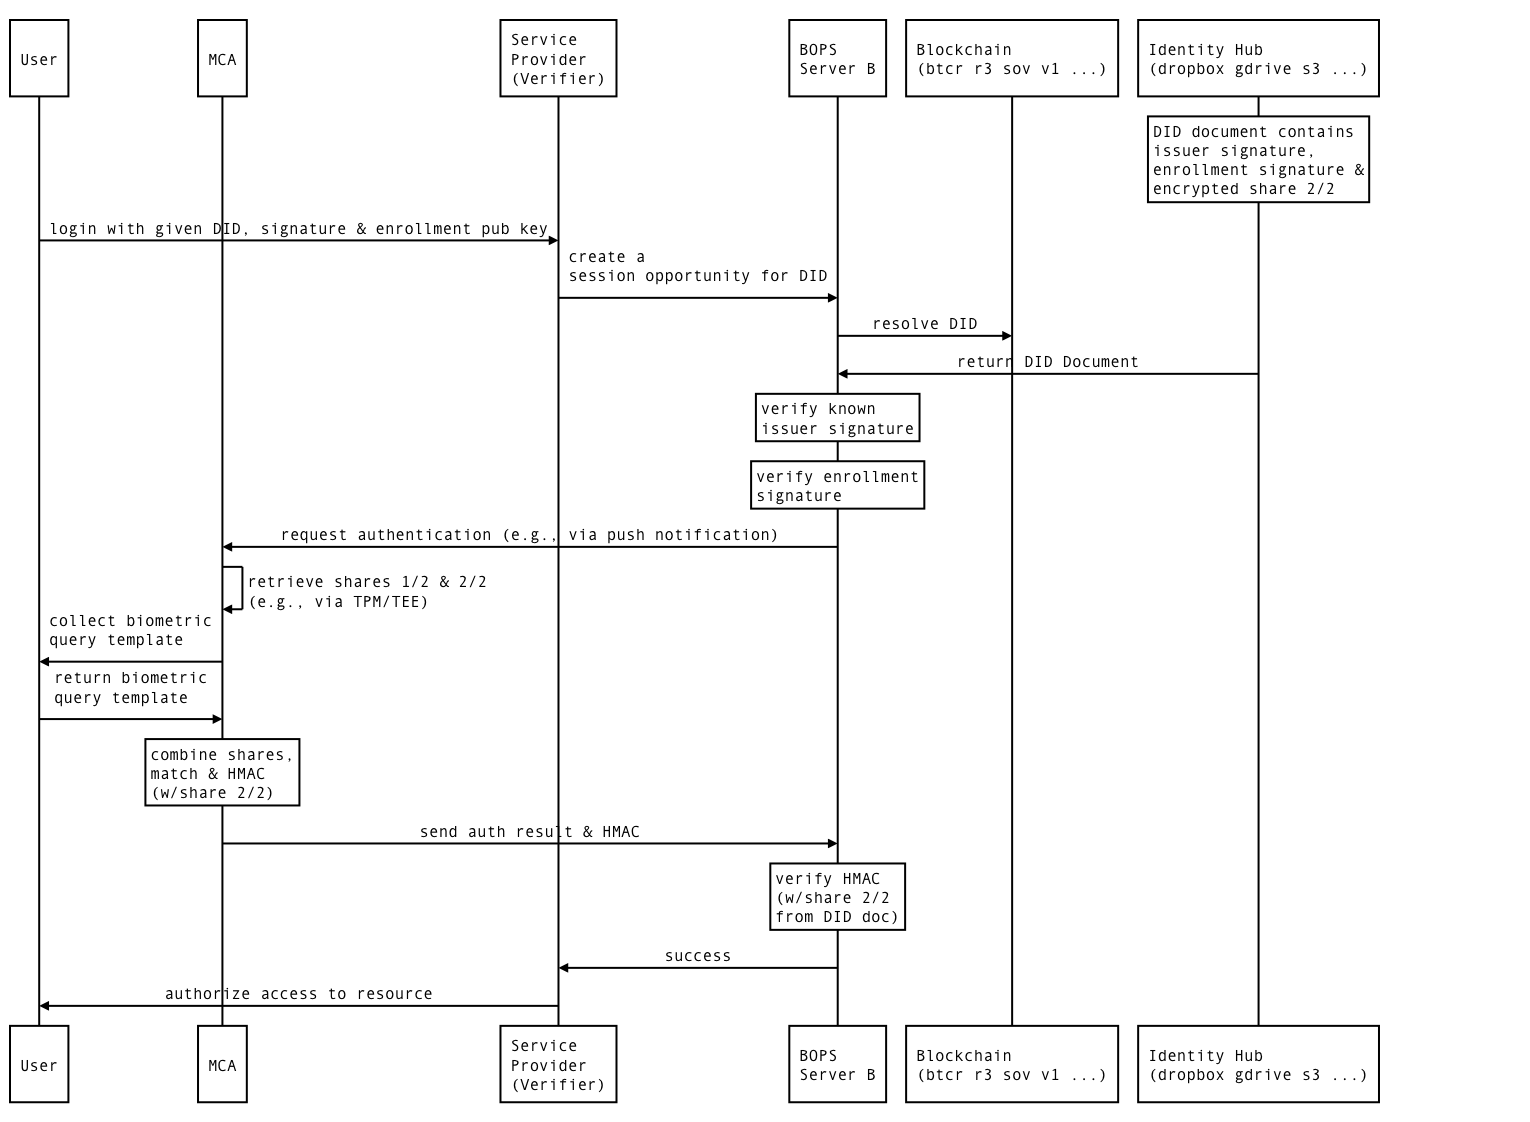 User
MCA
Service
Provider
(Verifier)
BOPS
Server B
Blockchain
(btcr r3 sov v1 ...)
Identity Hub
(dropbox gdrive s3 ...)
DID document contains
issuer signature,
enrollment signature &
encrypted share 2/2
login with given DID, signature & enrollment pub key
create a
session opportunity for DID
resolve DID
return DID Document
verify known
issuer signature
verify enrollment
signature
request authentication (e.g., via push notification)
retrieve shares 1/2 & 2/2
(e.g., via TPM/TEE)
collect biometric
query template
return biometric
query template
combine shares,
match & HMAC
(w/share 2/2)
send auth result & HMAC
verify HMAC
(w/share 2/2
from DID doc)
success
authorize access to resource
User
MCA
Service
Provider
(Verifier)
BOPS
Server B
Blockchain
(btcr r3 sov v1 ...)
Identity Hub
(dropbox gdrive s3 ...)